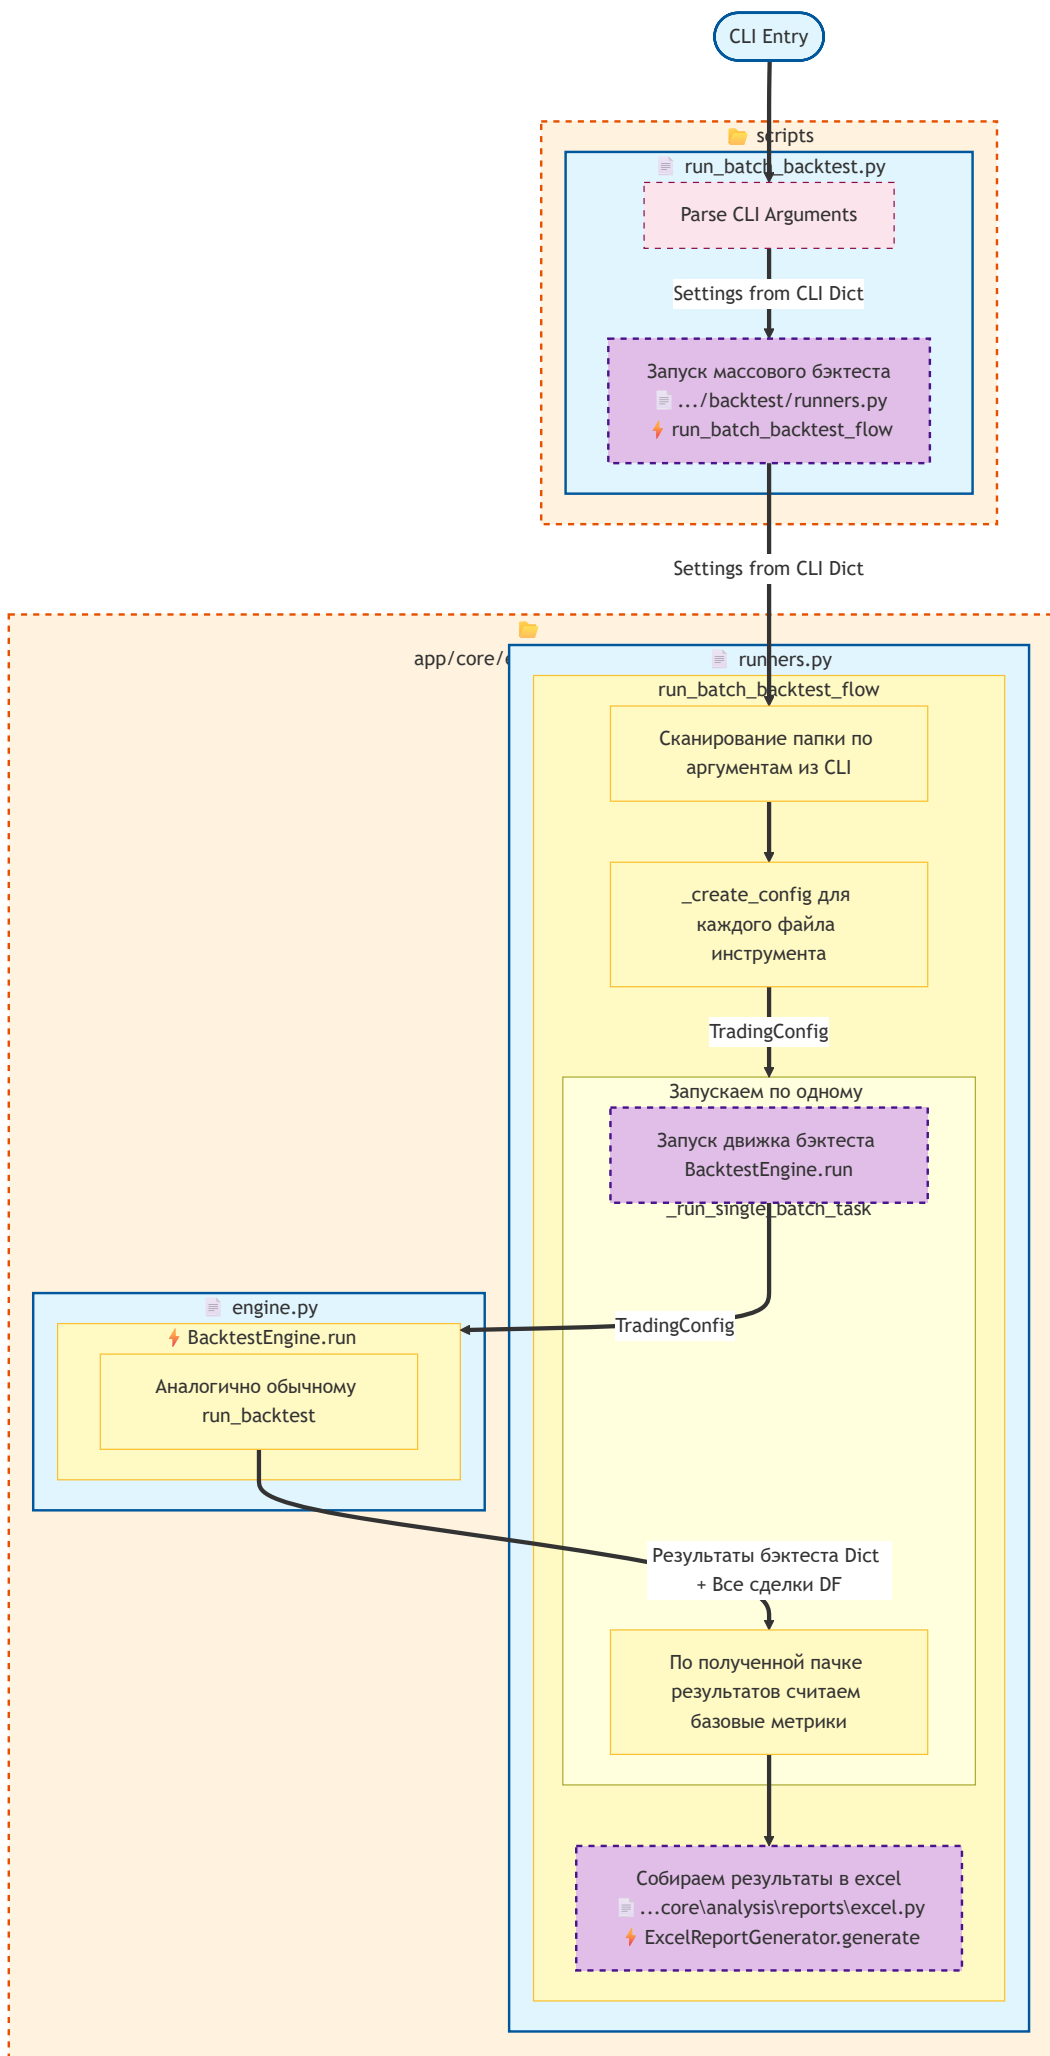 CLI Entry
scripts
run_batch_backtest.py
Parse CLI Arguments
Settings from CLI Dict
Запуск массового бэктеста
.../backtest/runners.py
run_batch_backtest_flow
Settings from CLI Dict
app/core/
runners.py
run_batch_backtest_flow
Сканирование папки по
аргументам из CLI
_create_config для
каждого файла
инструмента
TradingConfig
Запускаем по одному
Запуск движка бэктеста
BacktestEngine.run
_run_single_batch_task
TradingConfig
engine.py
BacktestEngine.run
Аналогично обычному
run_backtest
Результаты бэктеста Dict
+ Все сделки DF
По полученной пачке
результатов считаем
базовые метрики
Собираем результаты в excel
...core\analysis\reports\excel.py
ExcelReportGenerator.generate